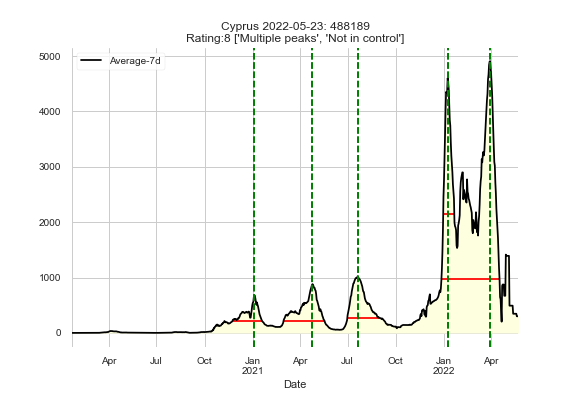 Cyprus 2022-05-23: 488189
Rating:8 ['Multiple peaks', 'Not in control']
Average-7d
5000
4000
3000
2000
1000
0
Apr Jul Oct Jan Apr Jul Oct Jan Apr
2021 2022
Date